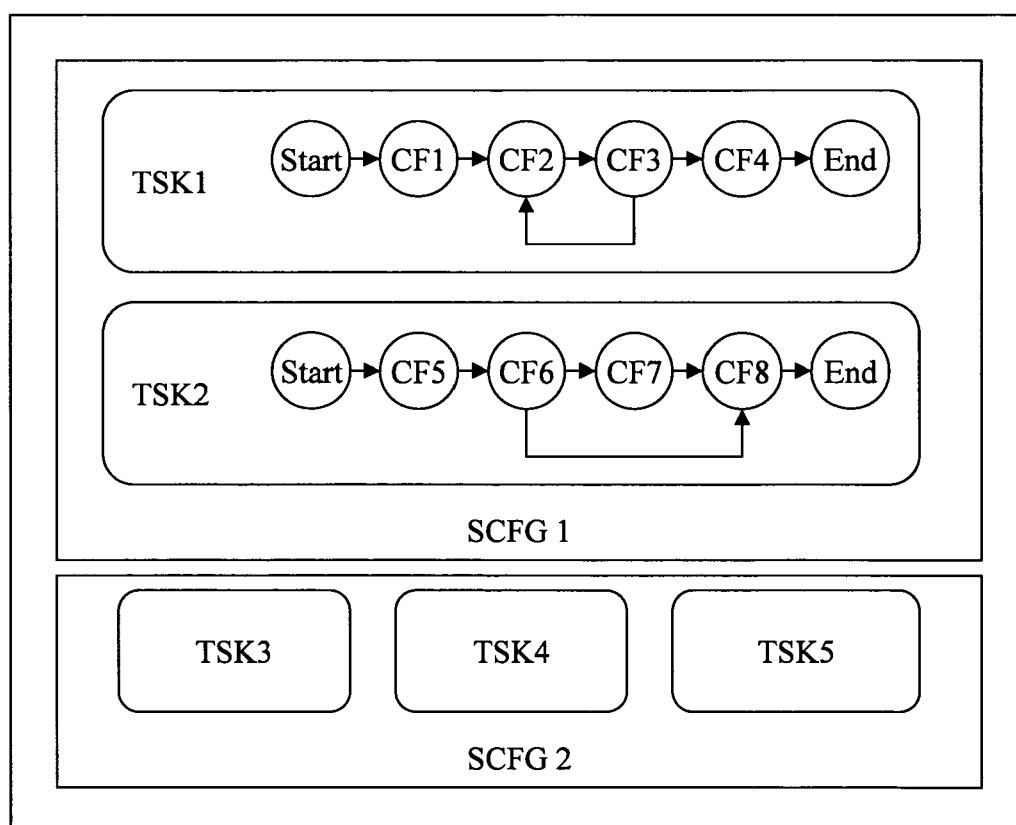 Start CF1 CF2 CF3 CF4 End
TSK1
Start CF5 CF6 CF7 CF8 End
TSK2
SCFG 1
TSK3 TSK4 TSK5
SCFG 2